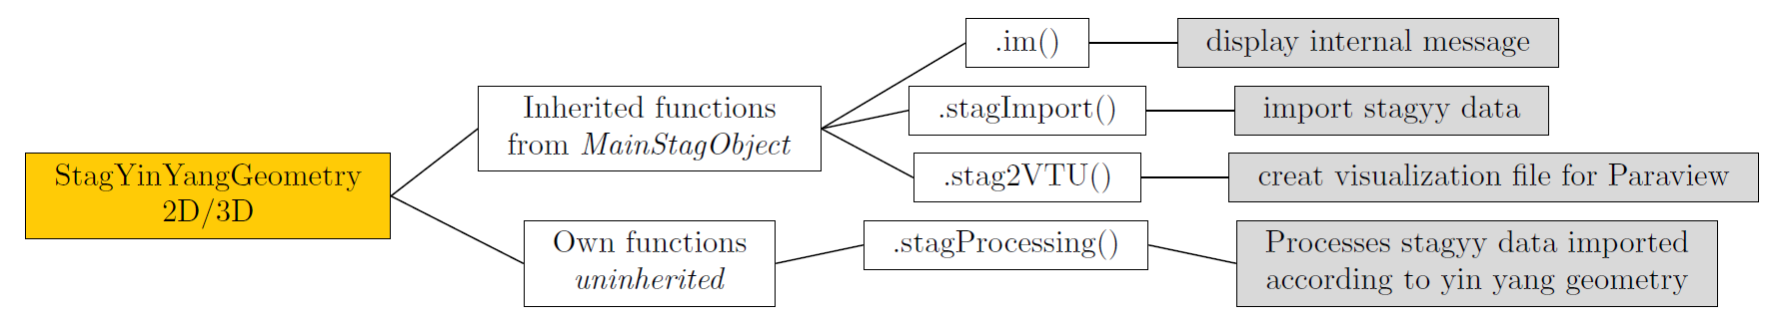 StagYinYangGeometry
2D/3D
Inherited functions
from MainStagObject
.im()
display internal message
.stagImport()
import stagyy data
.stag2VTU()
creat visualization file for Paraview
Own functions
uninherited
.stagProcessing()
Processes stagyy data imported
according to yin yang geometry